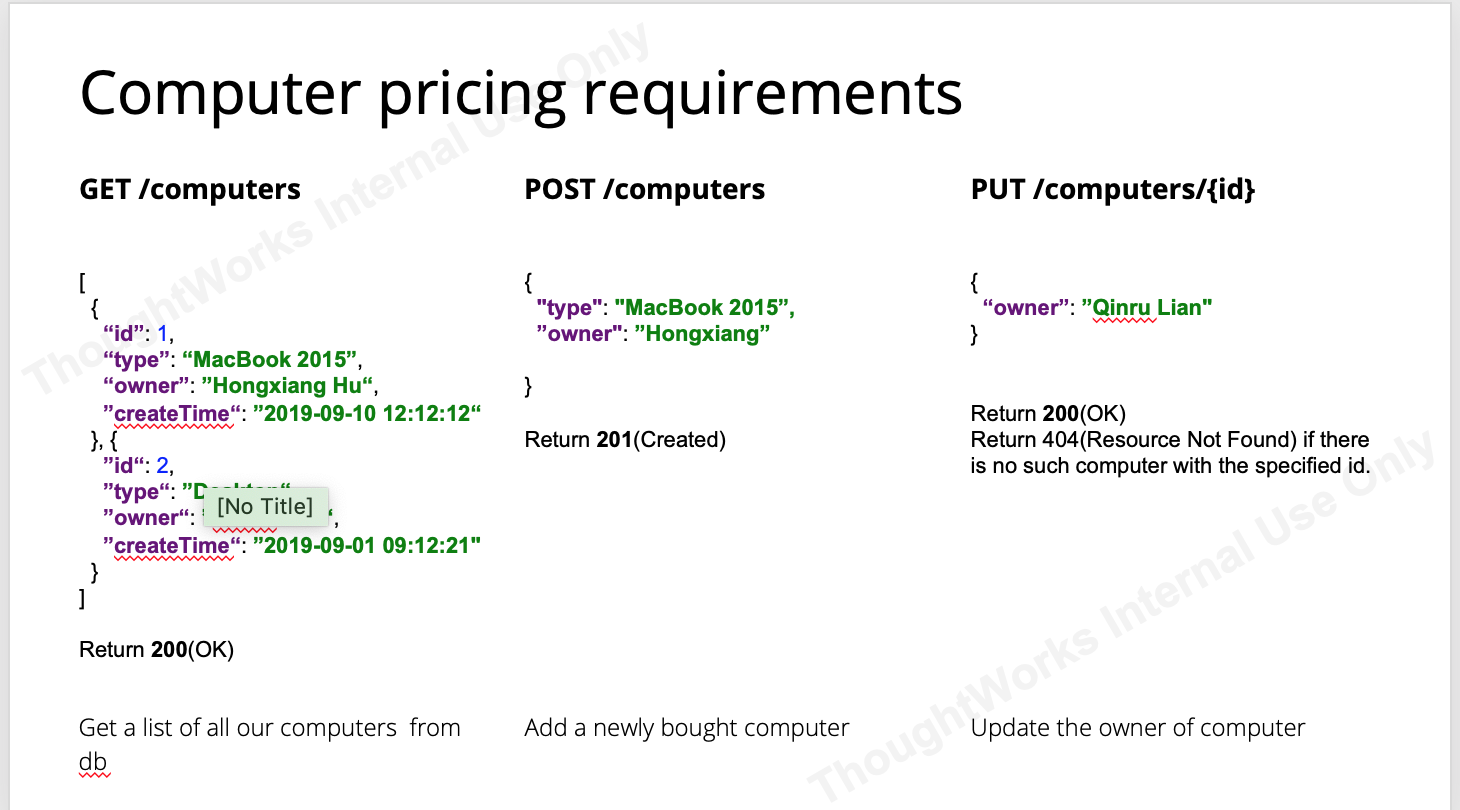 Computer pricing requirements
GET /computers
[
{
“id”: 1,
“type”: “MacBook 2015”,
“owner”: ”Hongxiang Hu“,
”createTime“: ”2019-09-10 12:12:12“
}, {
”id“: 2,
”type“:
”owner“:
”createTime“: ”2019-09-01 09:12:21"
}
]
[No Title]
Return 200(OK)
Get a list of all our computers from
db
POST /computers
{
"type": "MacBook 2015”,
”owner": ”Hongxiang”
}
Return 201(Created)
Add a newly bought computer
PUT /computers/{id}
{
“owner”: ”Qinru Lian"
}
Return 200(OK)
Return 404(Resource Not Found) if there
is no such computer with the specified id.
Update the owner of computer
ThoughtWorks Internal Use Only
ThoughtWorks Internal Use Only